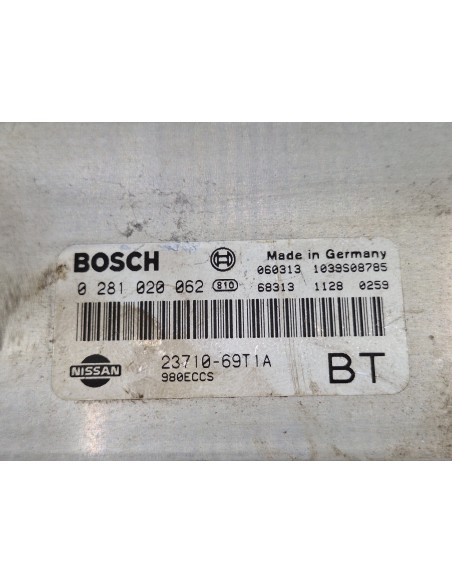 BOSCH Made in Germany
060313 1039S08785
0 281 020 062 810 68313 1128 0259
NISSAN 23710-69T1A BT
980ECCS